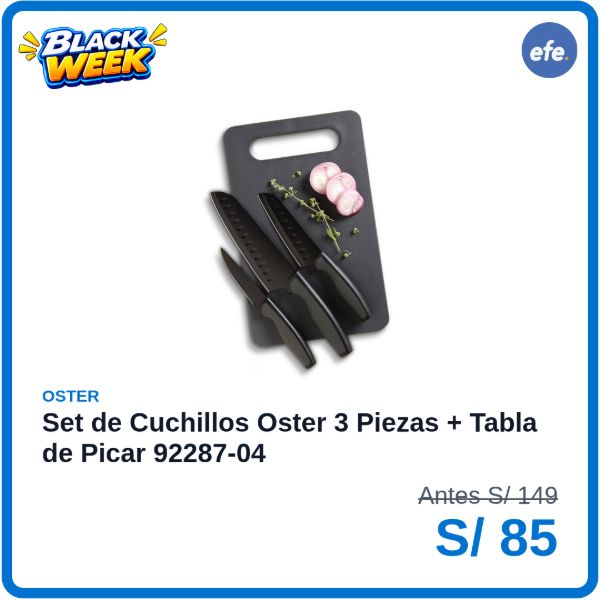 BLACK
WEEK
efe.
OSTER
Set de Cuchillos Oster 3 Piezas + Tabla
de Picar 92287-04
Antes S/ 149
S/ 85